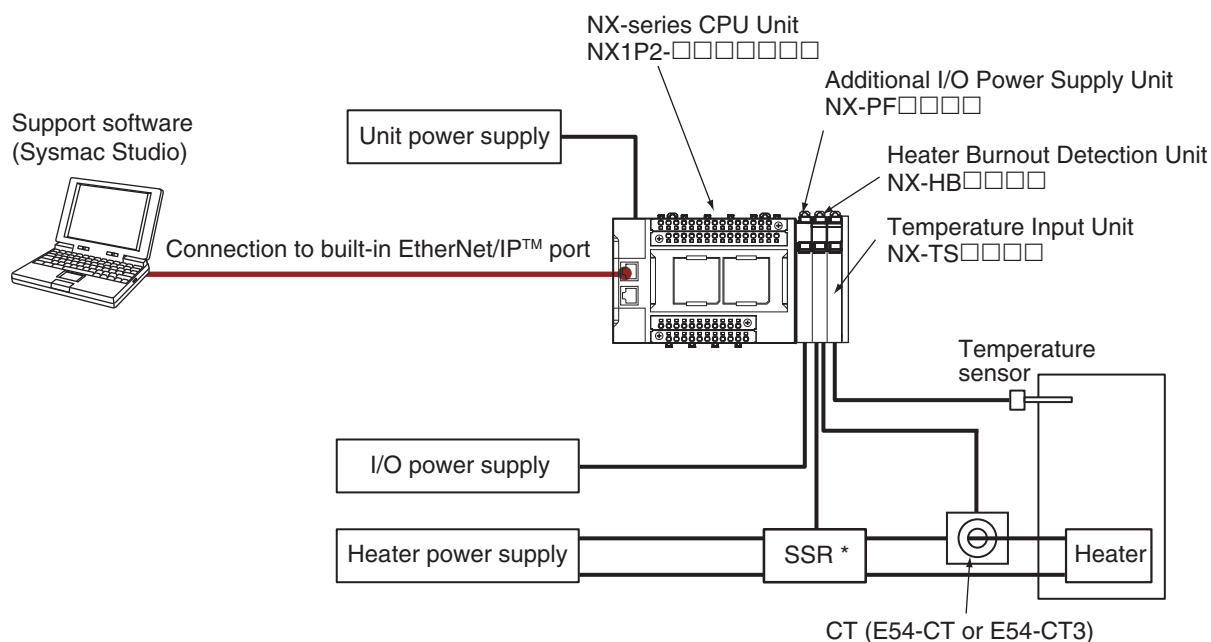 NX-series CPU Unit
NX1P2-□□□□□□□
Additional I/O Power Supply Unit
NX-PF□□□□
Support software
(Sysmac Studio)
Unit power supply
Heater Burnout Detection Unit
NX-HB□□□□
Temperature Input Unit
NX-TS□□□□
Connection to built-in EtherNet/IP™ port
Temperature
sensor
I/O power supply
Heater power supply
SSR *
Heater
CT (E54-CT or E54-CT3)